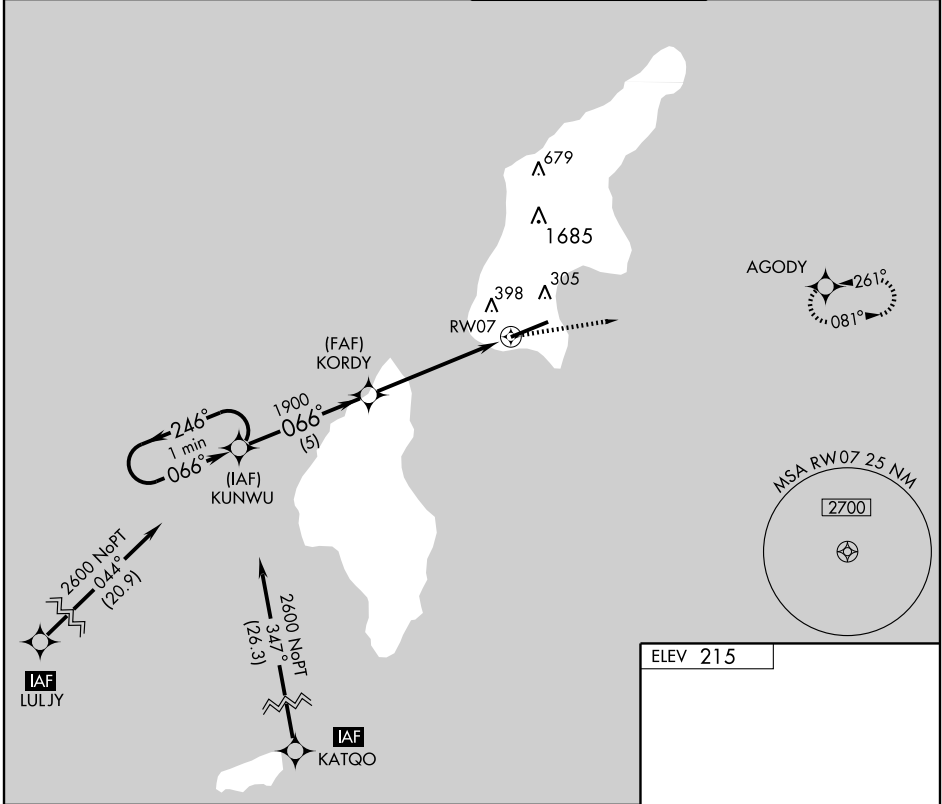 679
1685
305
398
RW07
AGODY
261°
081°
(FAF)
KORDY
1900
066°
(5)
246°
1 min
066°
(IAF)
KUNWU
MSA RW07 25 NM
2700
2600 NoPT
044°
(20.9)
2600 NoPT
347°
(26.3)
IAF
LULJY
IAF
KATQO
ELEV 215